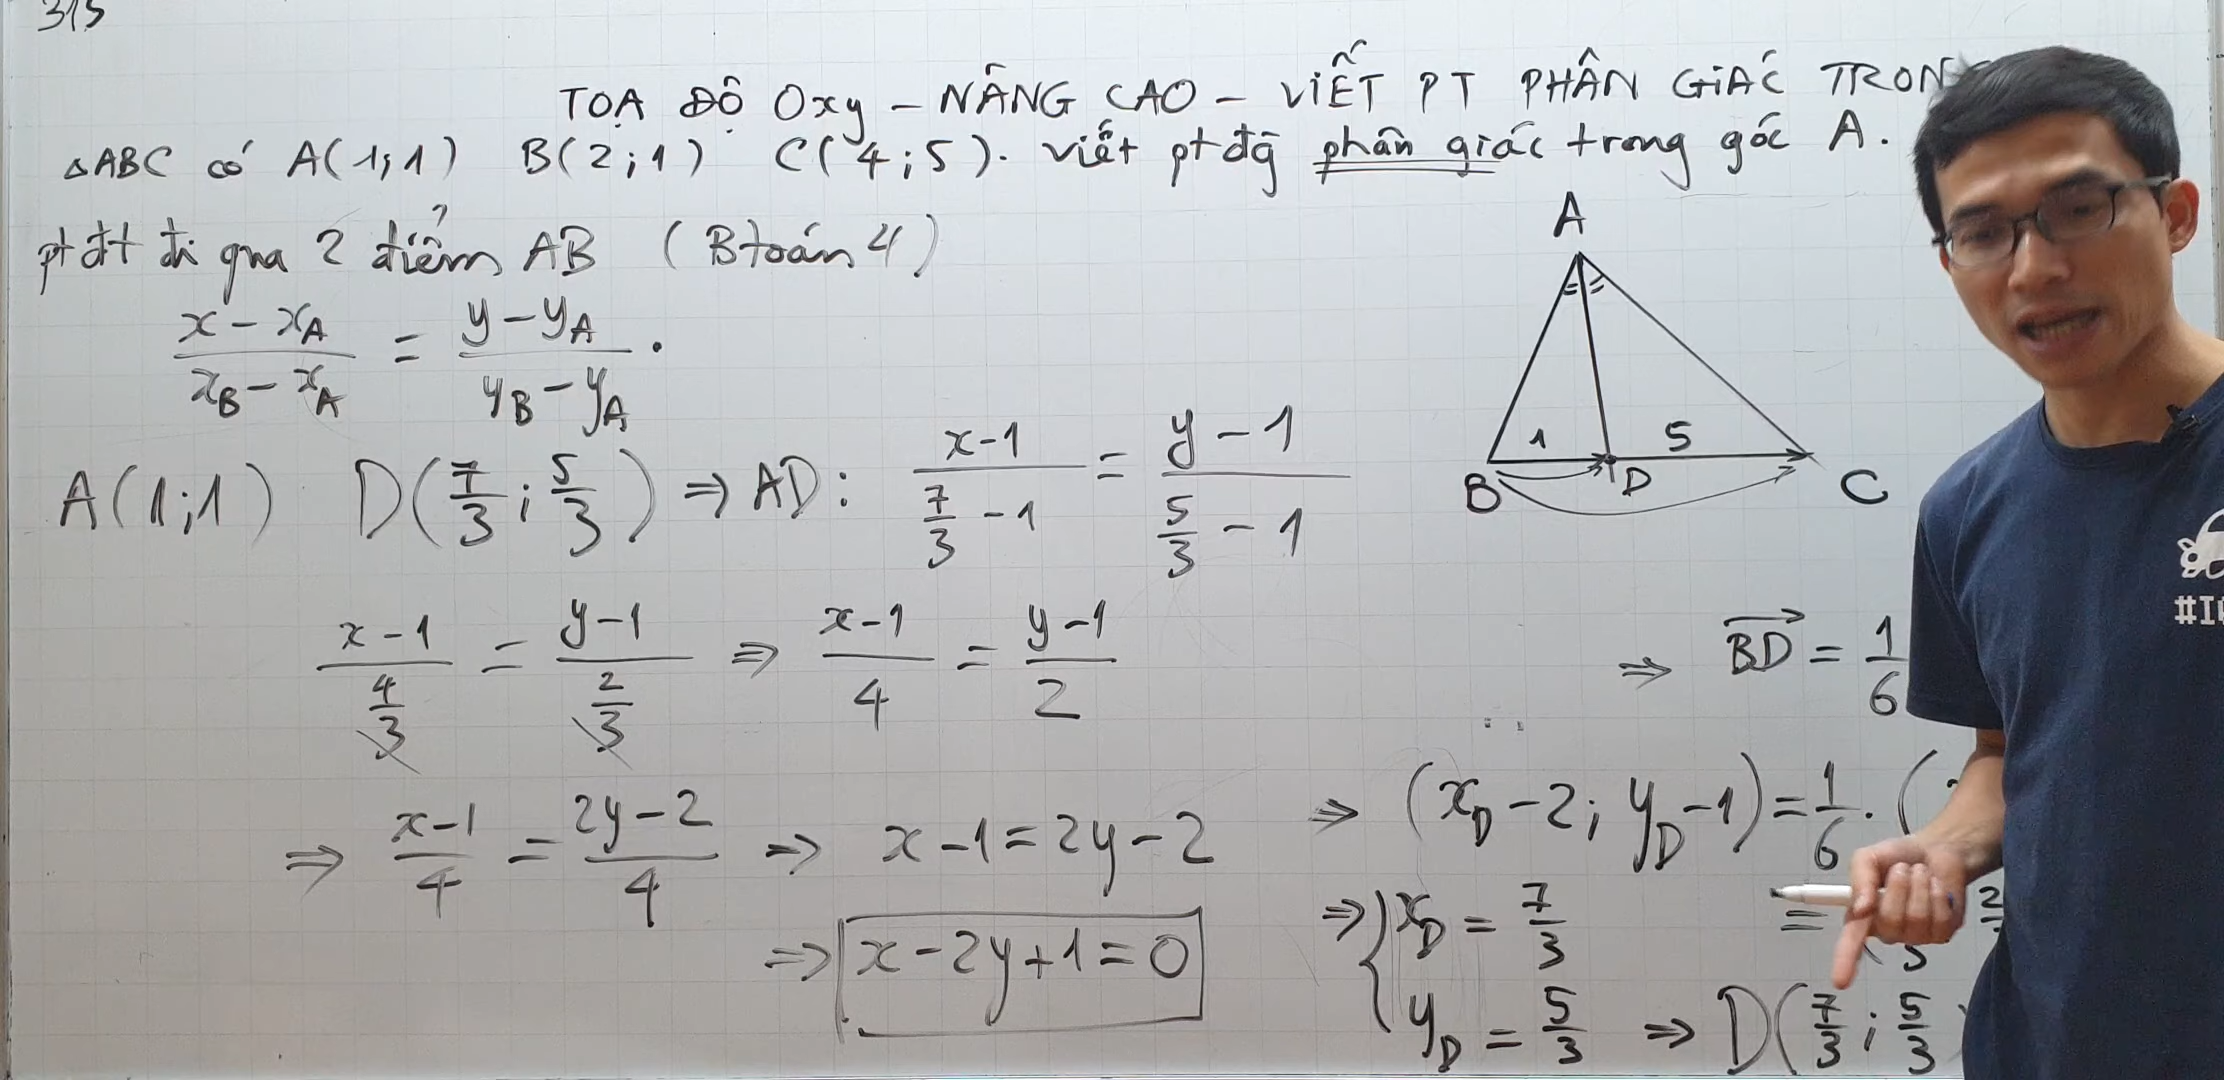 315
TỌA ĐỘ Oxy – NÂNG CAO – VIẾT PT PHÂN GIÁC TRON
△ABC có A(1;1) B(2;1) C(4;5). viết pt đg phân giác trong góc A.
pt đt đi qua 2 điểm AB (Btoán 4)
(x - x_A)/(x_B - x_A) = (y - y_A)/(y_B - y_A).
A(1;1) D(7/3; 5/3) ⇒ AD: (x-1)/(7/3 - 1) = (y-1)/(5/3 - 1)
(x-1)/(4/3) = (y-1)/(2/3) ⇒ (x-1)/4 = (y-1)/2
⇒ (x-1)/4 = (2y-2)/4 ⇒ x-1 = 2y-2
⇒ x-2y+1=0
A
1 5
B D C
⇒ BD→ = 1/6
⇒ (x_D - 2; y_D - 1) = 1/6 . (
⇒ { x_D = 7/3
y_D = 5/3 ⇒ D(7/3; 5/3
#I